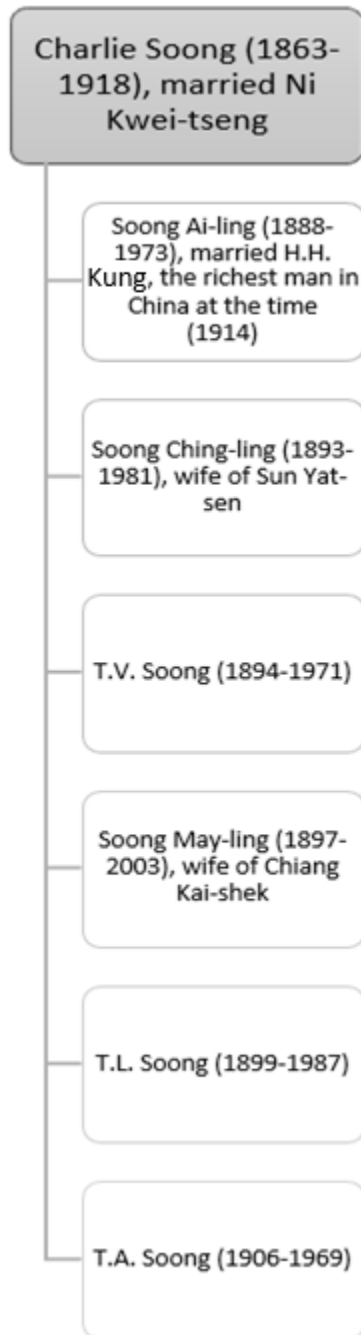 Charlie Soong (1863-
1918), married Ni
Kwei-tseng
Soong Ai-ling (1888-
1973), married H.H.
Kung, the richest man in
China at the time
(1914)
Soong Ching-ling (1893-
1981), wife of Sun Yat-
sen
T.V. Soong (1894-1971)
Soong May-ling (1897-
2003), wife of Chiang
Kai-shek
T.L. Soong (1899-1987)
T.A. Soong (1906-1969)